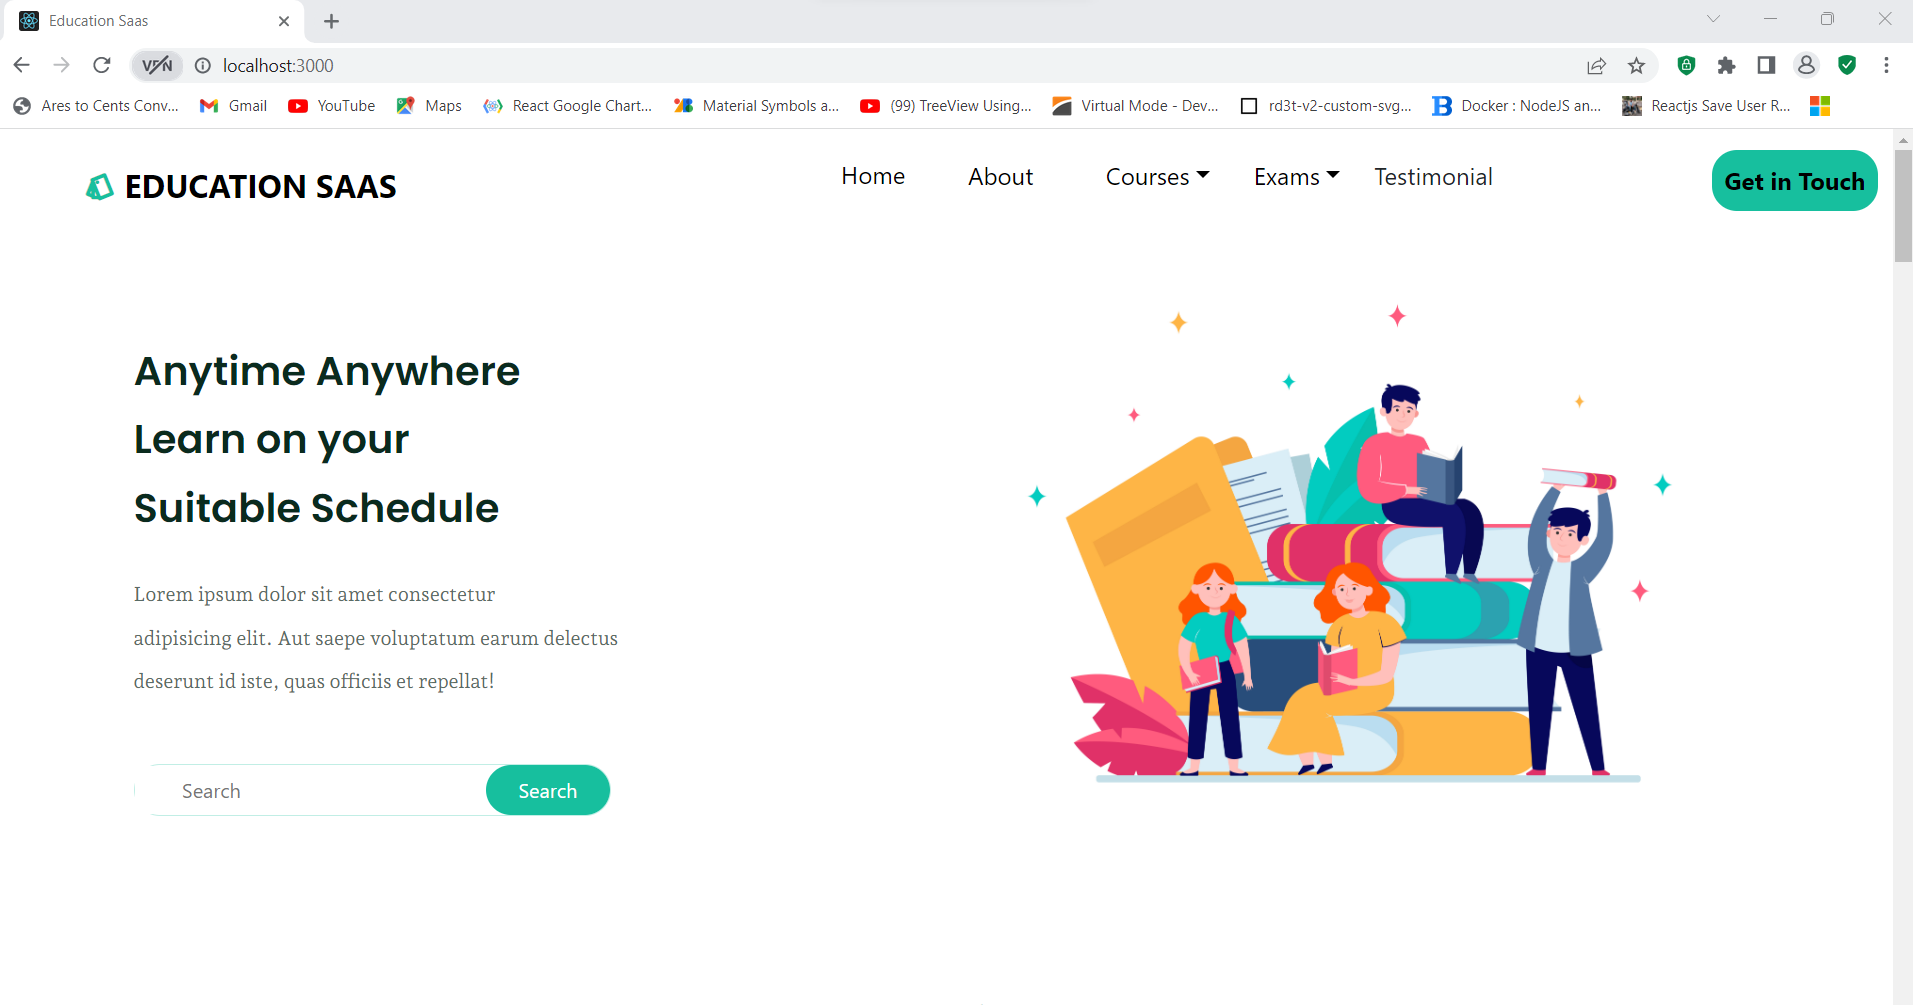 Education Saas
VPN
localhost:3000
Ares to Cents Conv... Gmail YouTube Maps React Google Chart... Material Symbols a... (99) TreeView Using... Virtual Mode - Dev... rd3t-v2-custom-svg... Docker : NodeJS an... Reactjs Save User R...
EDUCATION SAAS
Home About Courses Exams Testimonial
Get in Touch
Anytime Anywhere
Learn on your
Suitable Schedule
Lorem ipsum dolor sit amet consectetur
adipisicing elit. Aut saepe voluptatum earum delectus
deserunt id iste, quas officiis et repellat!
Search Search